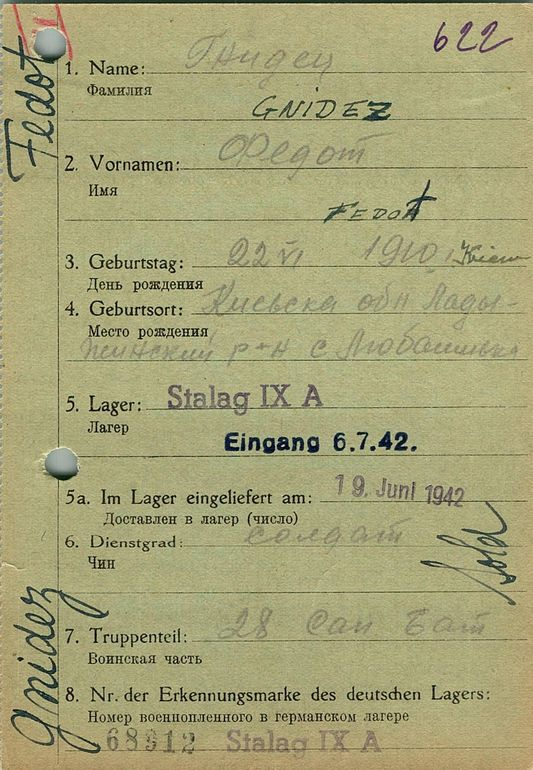 622
Fedot
1. Name: Гнидец
Фамилия
GNIDEZ
2. Vornamen: Федот
Имя
FEDOT
3. Geburtstag: 22 VI 1910. Kiew
День рождения
4. Geburtsort: Киевска обл Лады-
Место рождения
жинский р-н с
5. Lager: Stalag IX A
Лагер
Eingang 6.7.42.
5a. Im Lager eingeliefert am: 19. Juni 1942
Доставлен в лагер (число)
6. Dienstgrad: солдат
Чин
Sold
7. Truppenteil: 28 Сан Бат
Воинская часть
Gnidez
8. Nr. der Erkennungsmarke des deutschen Lagers:
Номер военнопленного в германском лагере
68912 Stalag IX A